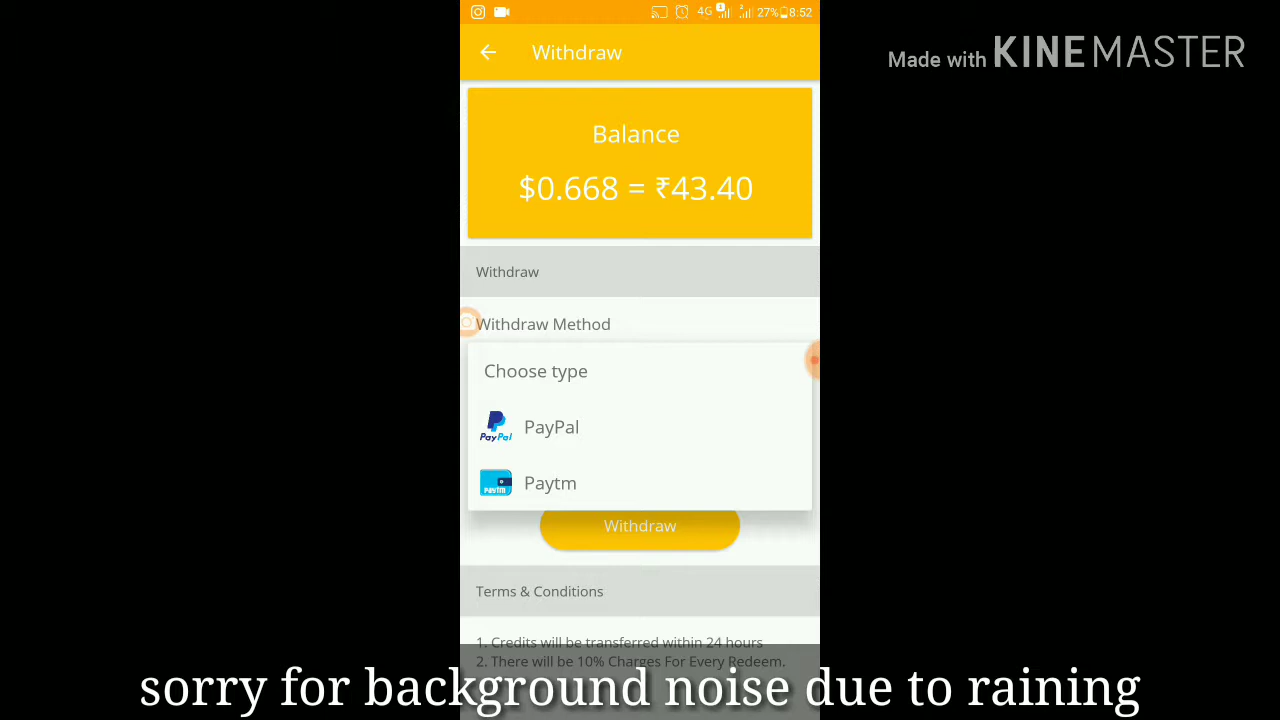 4G 27% 8:52
Withdraw
Made with KINEMASTER
Balance
$0.668 = ₹43.40
Withdraw
Withdraw Method
Choose type
PayPal PayPal
Paytm Paytm
Withdraw
Terms & Conditions
1. Credits will be transferred within 24 hours
2. There will be 10% Charges For Every Redeem.
sorry for background noise due to raining